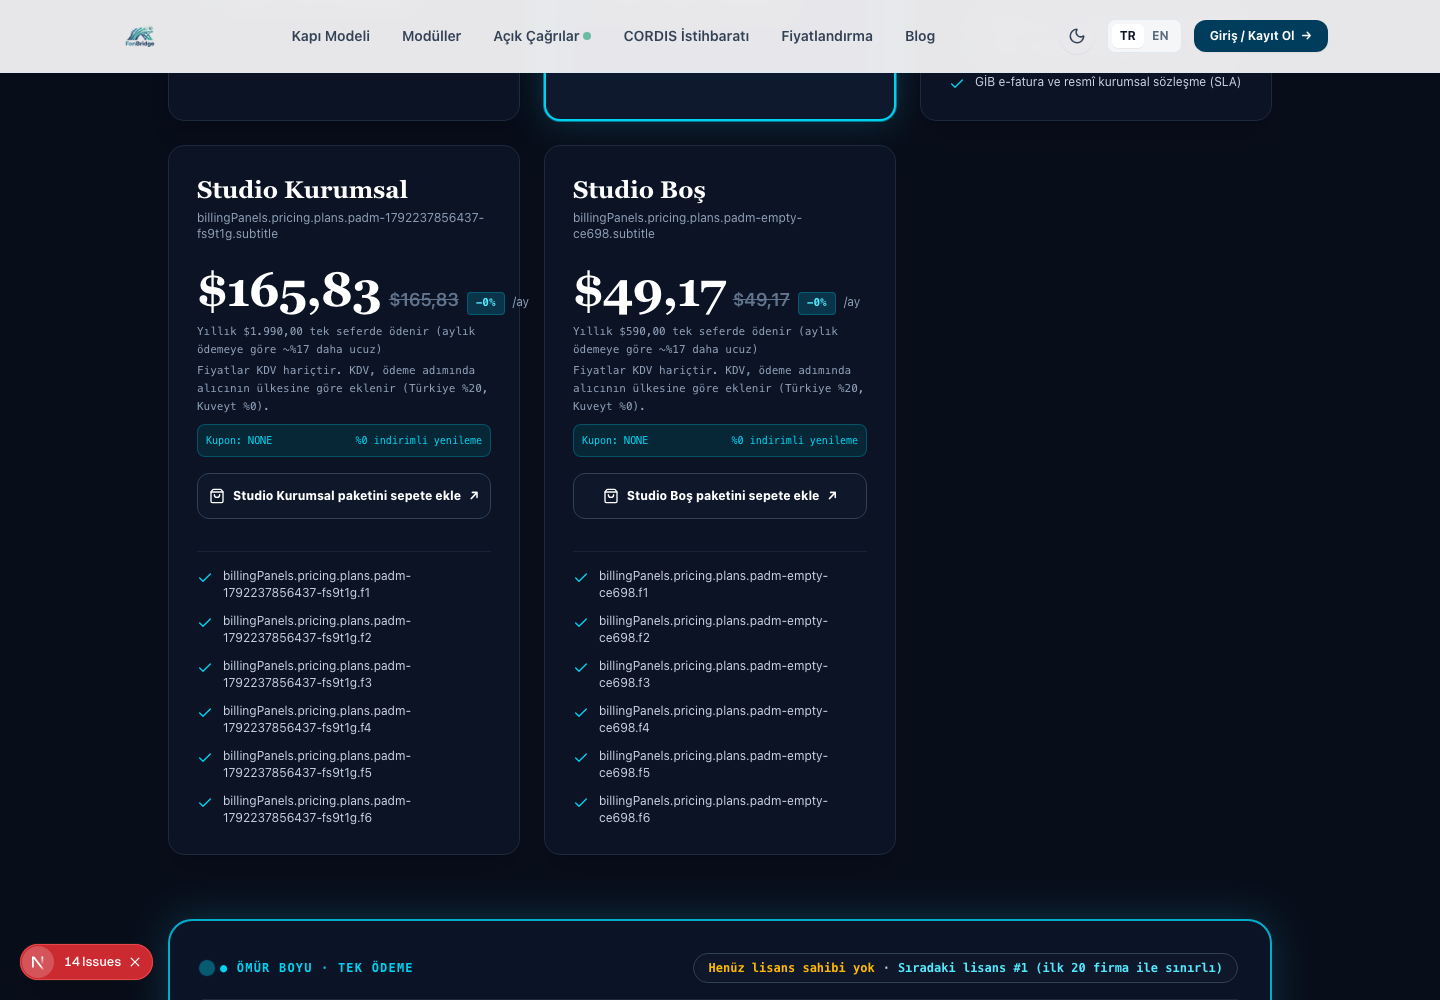 FonBridge
Kapı Modeli
Modüller
Açık Çağrılar
CORDIS İstihbaratı
Fiyatlandırma
Blog
TR
EN
Giriş / Kayıt Ol →
GİB e-fatura ve resmî kurumsal sözleşme (SLA)
Studio Kurumsal
billingPanels.pricing.plans.padm-1792237856437-
fs9t1g.subtitle
$165,83 $165,83 −0% /ay
Yıllık $1.990,00 tek seferde ödenir (aylık
ödemeye göre ~%17 daha ucuz)
Fiyatlar KDV hariçtir. KDV, ödeme adımında
alıcının ülkesine göre eklenir (Türkiye %20,
Kuveyt %0).
Kupon: NONE
%0 indirimli yenileme
Studio Kurumsal paketini sepete ekle
billingPanels.pricing.plans.padm-
1792237856437-fs9t1g.f1
billingPanels.pricing.plans.padm-
1792237856437-fs9t1g.f2
billingPanels.pricing.plans.padm-
1792237856437-fs9t1g.f3
billingPanels.pricing.plans.padm-
1792237856437-fs9t1g.f4
billingPanels.pricing.plans.padm-
1792237856437-fs9t1g.f5
billingPanels.pricing.plans.padm-
1792237856437-fs9t1g.f6
Studio Boş
billingPanels.pricing.plans.padm-empty-
ce698.subtitle
$49,17 $49,17 −0% /ay
Yıllık $590,00 tek seferde ödenir (aylık
ödemeye göre ~%17 daha ucuz)
Fiyatlar KDV hariçtir. KDV, ödeme adımında
alıcının ülkesine göre eklenir (Türkiye %20,
Kuveyt %0).
Kupon: NONE
%0 indirimli yenileme
Studio Boş paketini sepete ekle
billingPanels.pricing.plans.padm-empty-
ce698.f1
billingPanels.pricing.plans.padm-empty-
ce698.f2
billingPanels.pricing.plans.padm-empty-
ce698.f3
billingPanels.pricing.plans.padm-empty-
ce698.f4
billingPanels.pricing.plans.padm-empty-
ce698.f5
billingPanels.pricing.plans.padm-empty-
ce698.f6
● ÖMÜR BOYU · TEK ÖDEME
Henüz lisans sahibi yok · Sıradaki lisans #1 (ilk 20 firma ile sınırlı)
14 Issues